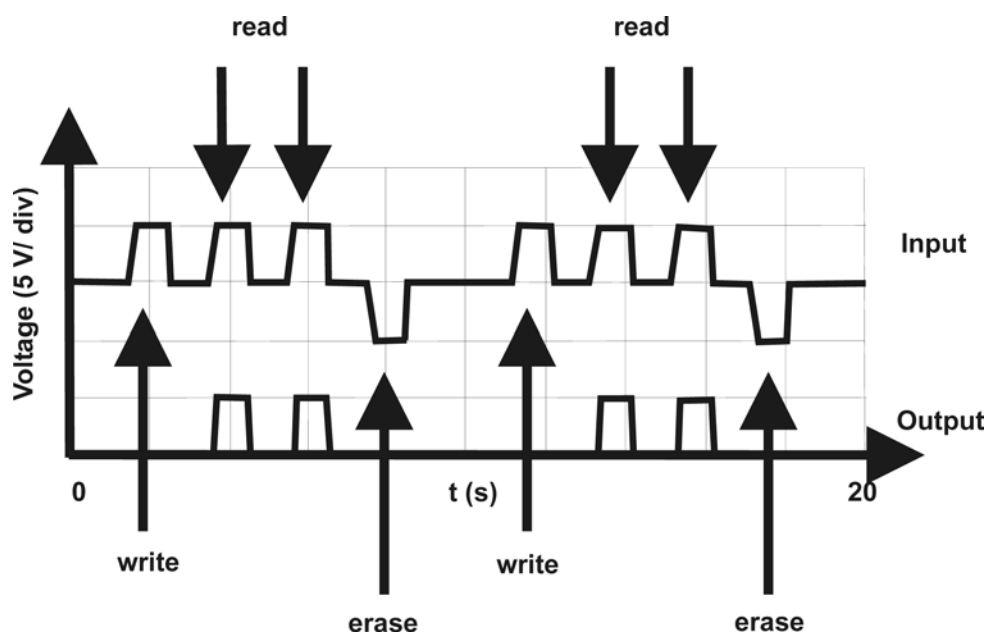 read
read
Voltage (5 V/ div)
Input
Output
0
t (s)
20
write
write
erase
erase